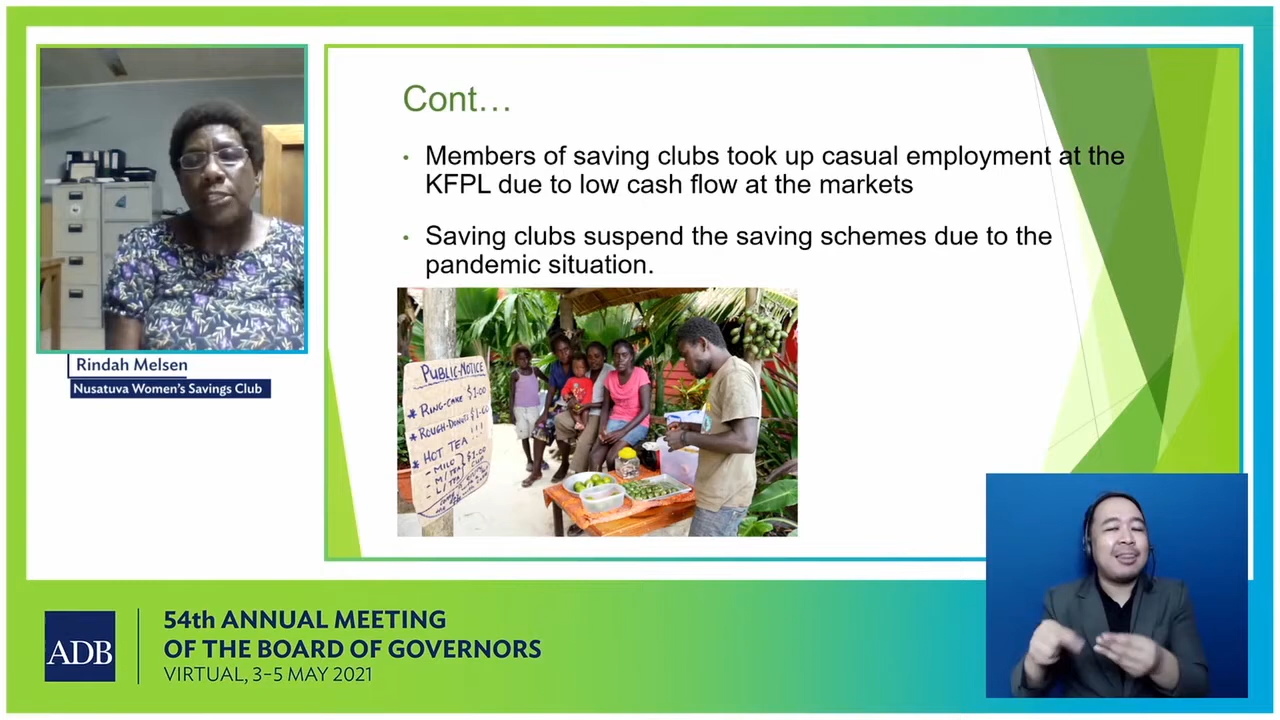 Cont…
• Members of saving clubs took up casual employment at the
KFPL due to low cash flow at the markets
• Saving clubs suspend the saving schemes due to the
pandemic situation.
PUBLIC-NOTICE
* RING-CAKE $1.00
* ROUGH-DONUTS $1.00
* HOT TEA
- MILO
$3.00
Rindah Melsen
Nusatuva Women's Savings Club
ADB
54th ANNUAL MEETING
OF THE BOARD OF GOVERNORS
VIRTUAL, 3–5 MAY 2021